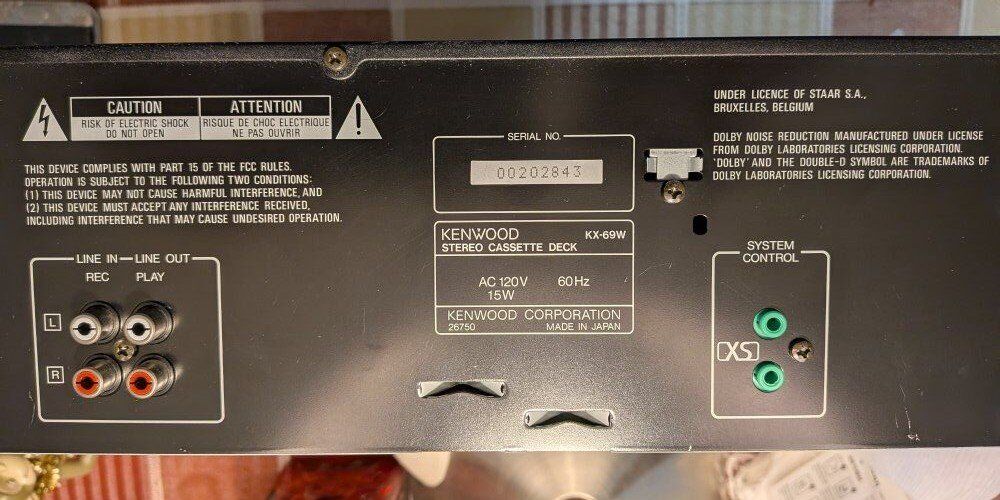 CAUTION
RISK OF ELECTRIC SHOCK
DO NOT OPEN
ATTENTION
RISQUE DE CHOC ELECTRIQUE
NE PAS OUVRIR
THIS DEVICE COMPLIES WITH PART 15 OF THE FCC RULES.
OPERATION IS SUBJECT TO THE FOLLOWING TWO CONDITIONS:
(1) THIS DEVICE MAY NOT CAUSE HARMFUL INTERFERENCE, AND
(2) THIS DEVICE MUST ACCEPT ANY INTERFERENCE RECEIVED,
INCLUDING INTERFERENCE THAT MAY CAUSE UNDESIRED OPERATION.
LINE IN LINE OUT
REC PLAY
L
R
SERIAL NO.
00202843
KENWOOD KX-69W
STEREO CASSETTE DECK
AC 120V 60Hz
15W
KENWOOD CORPORATION
26750 MADE IN JAPAN
UNDER LICENCE OF STAAR S.A.,
BRUXELLES, BELGIUM
DOLBY NOISE REDUCTION MANUFACTURED UNDER LICENSE
FROM DOLBY LABORATORIES LICENSING CORPORATION.
'DOLBY' AND THE DOUBLE-D SYMBOL ARE TRADEMARKS OF
DOLBY LABORATORIES LICENSING CORPORATION.
SYSTEM
CONTROL
XS